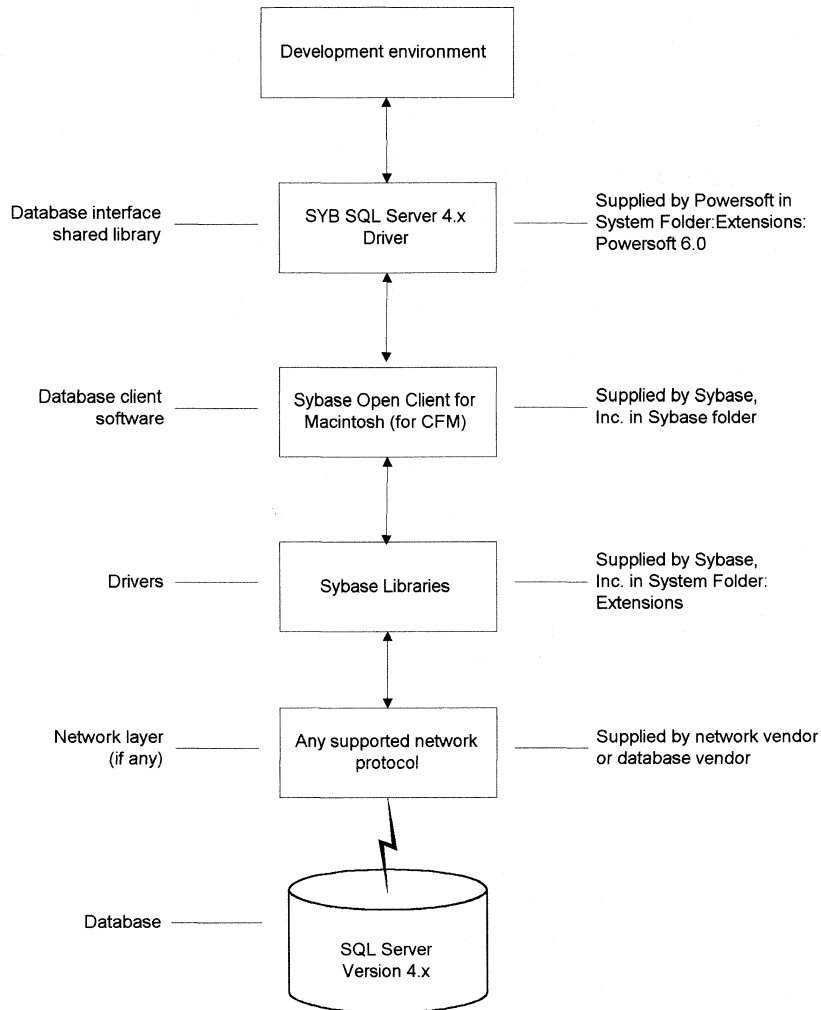 Development environment
Database interface
shared library
SYB SQL Server 4.x
Driver
Supplied by Powersoft in
System Folder:Extensions:
Powersoft 6.0
Database client
software
Sybase Open Client for
Macintosh (for CFM)
Supplied by Sybase,
Inc. in Sybase folder
Drivers
Sybase Libraries
Supplied by Sybase,
Inc. in System Folder:
Extensions
Network layer
(if any)
Any supported network
protocol
Supplied by network vendor
or database vendor
Database
SQL Server
Version 4.x